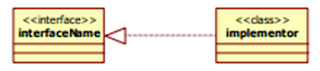 <<interface>>
interfaceName
<<class>>
implementor